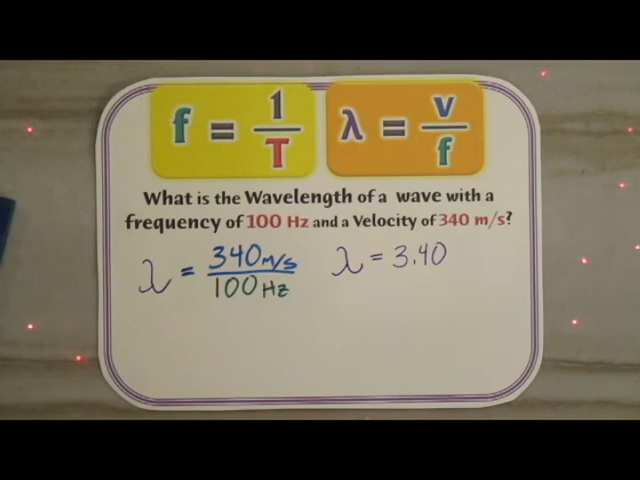 f = 1/T
λ = v/f
What is the Wavelength of a wave with a
frequency of 100 Hz and a Velocity of 340 m/s?
λ = 340 m/s / 100 Hz
λ = 3.40